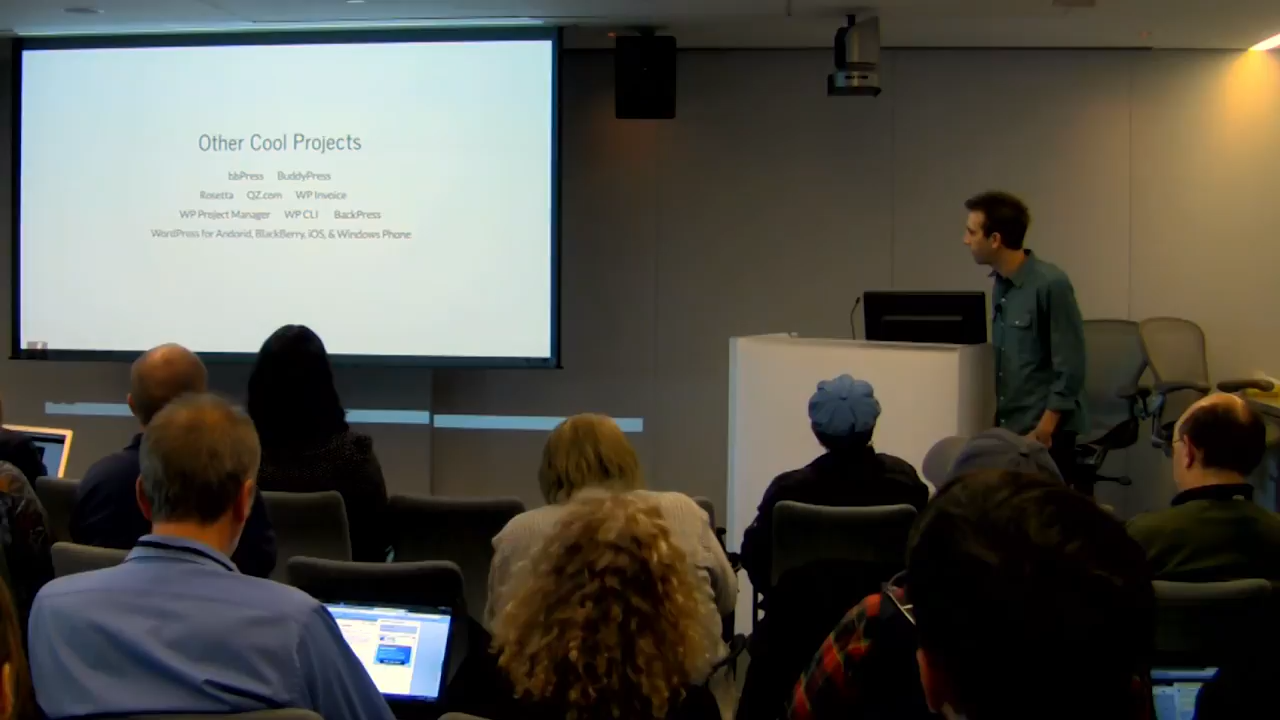 Other Cool Projects
bbPress BuddyPress
Rosetta QZ.com WP Invoice
WP Project Manager WP CLI BackPress
WordPress for Andorid, BlackBerry, iOS, & Windows Phone